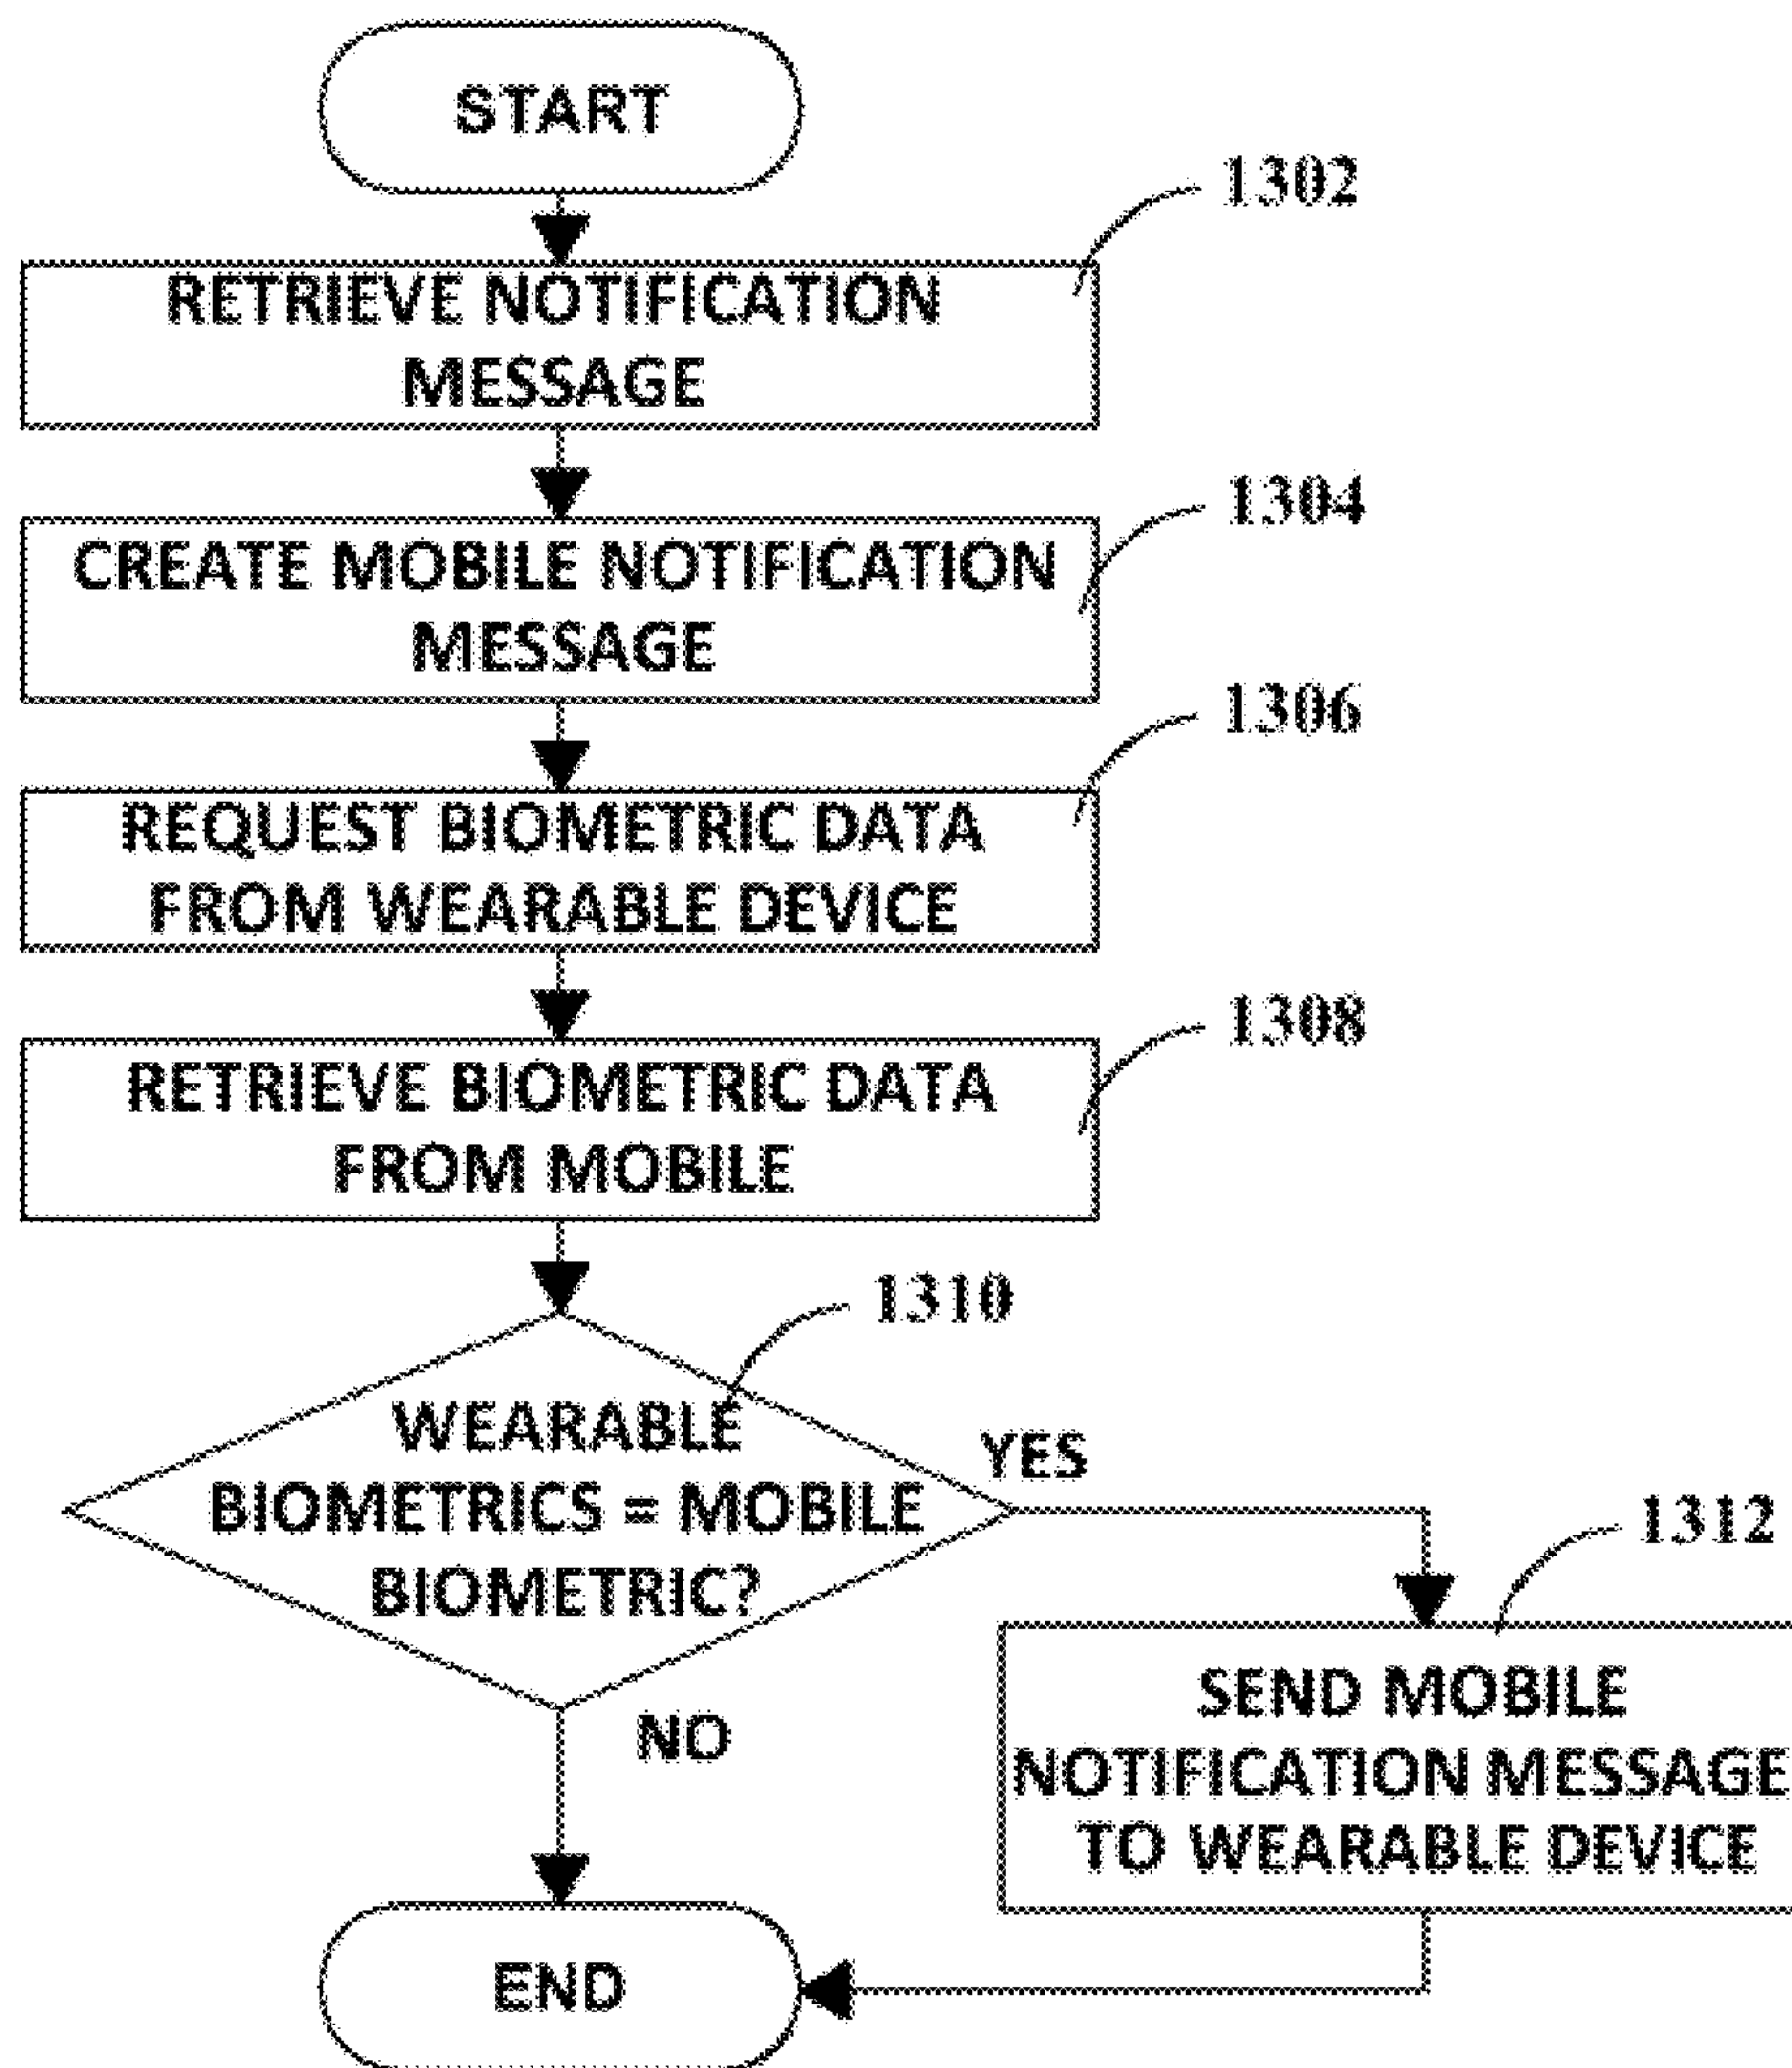 START
1302
RETRIEVE NOTIFICATION
MESSAGE
1304
CREATE MOBILE NOTIFICATION
MESSAGE
1306
REQUEST BIOMETRIC DATA
FROM WEARABLE DEVICE
1308
RETRIEVE BIOMETRIC DATA
FROM MOBILE
1310
WEARABLE
BIOMETRICS = MOBILE
BIOMETRIC?
YES
NO
1312
SEND MOBILE
NOTIFICATION MESSAGE
TO WEARABLE DEVICE
END